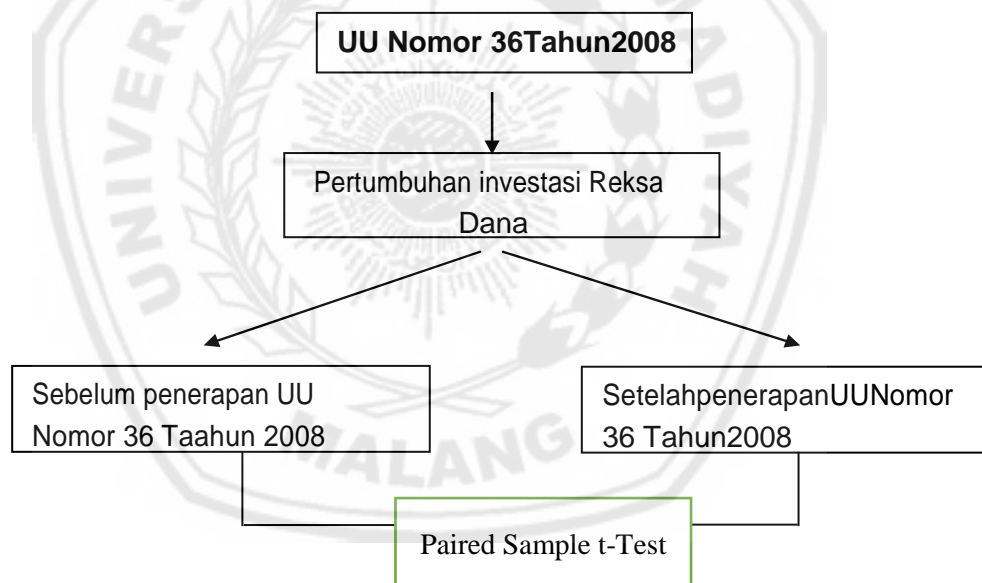 UU Nomor 36Tahun2008
Pertumbuhan investasi Reksa
Dana
Sebelum penerapan UU
Nomor 36 Taahun 2008
SetelahpenerapanUUNomor
36 Tahun2008
Paired Sample t-Test
MALANG